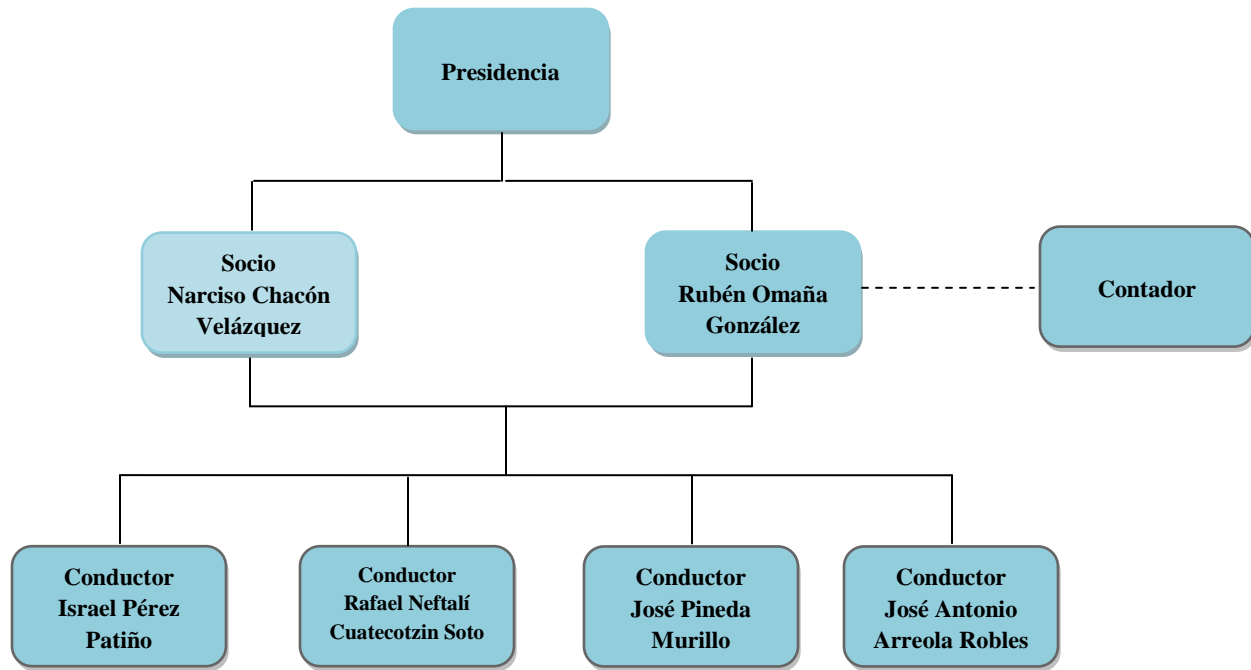 Presidencia
Socio
Narciso Chacón
Velázquez
Socio
Rubén Omaña
González
Contador
Conductor
Israel Pérez
Patiño
Conductor
Rafael Neftalí
Cuatecotzin Soto
Conductor
José Pineda
Murillo
Conductor
José Antonio
Arreola Robles